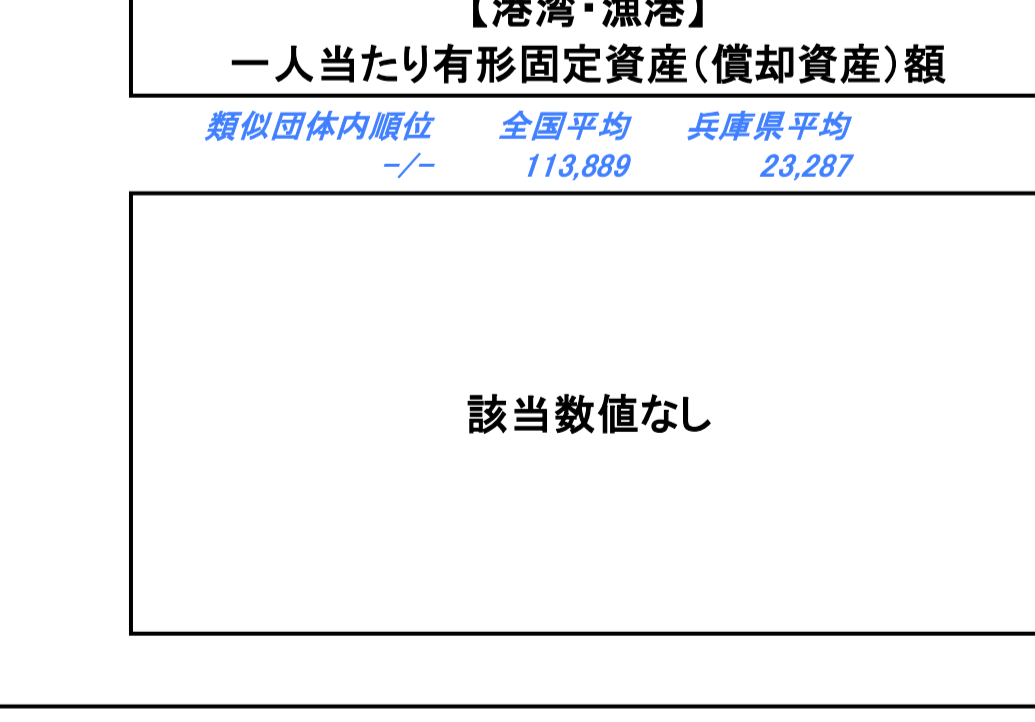 【港湾・漁港】
一人当たり有形固定資産（償却資産）額
類似団体内順位 全国平均 兵庫県平均
-/- 113,889 23,287
該当数値なし